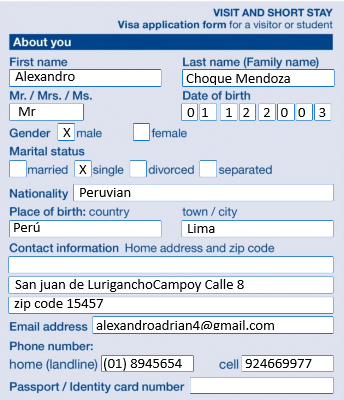 VISIT AND SHORT STAY
Visa application form for a visitor or student
About you
First name Last name (Family name)
Alexandro Choque Mendoza
Mr. / Mrs. / Ms. Date of birth
Mr 0 1 1 2 2 0 0 3
Gender X male female
Marital status
married X single divorced separated
Nationality Peruvian
Place of birth: country town / city
Perú Lima
Contact information Home address and zip code
San juan de LuriganchoCampoy Calle 8
zip code 15457
Email address alexandroadrian4@gmail.com
Phone number:
home (landline) (01) 8945654 cell 924669977
Passport / Identity card number